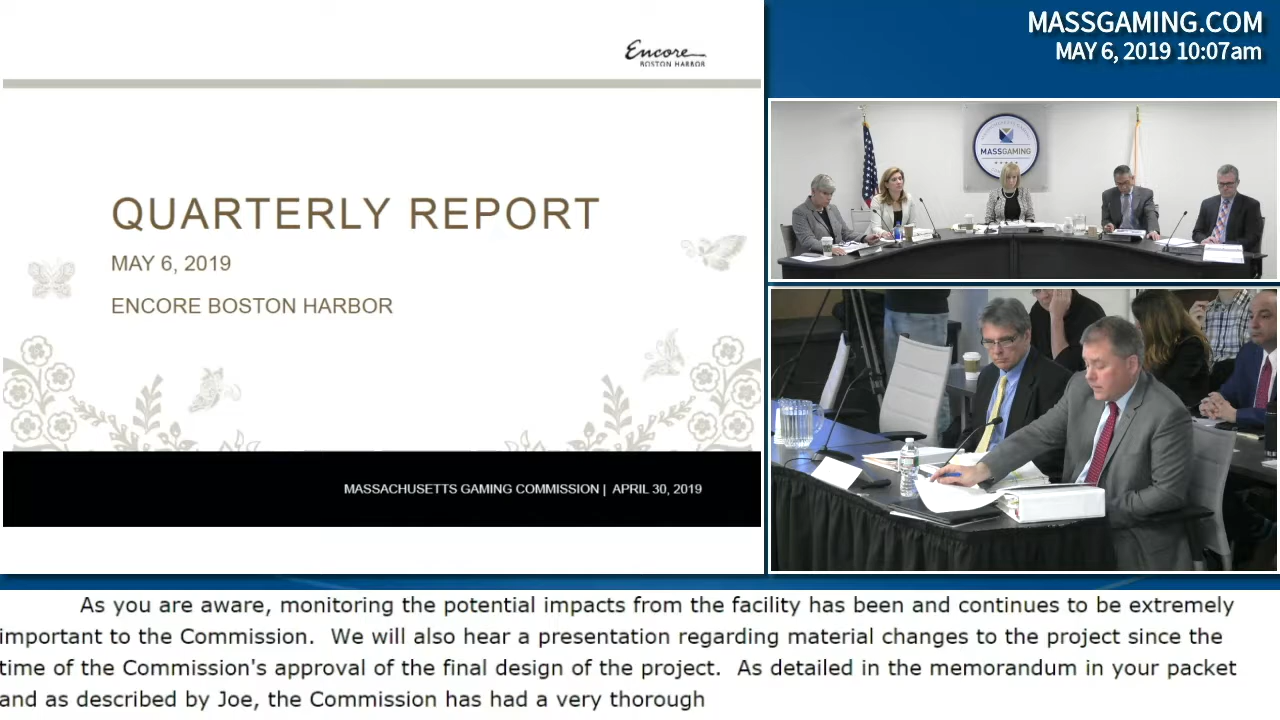 Encore
BOSTON HARBOR
QUARTERLY REPORT
MAY 6, 2019
ENCORE BOSTON HARBOR
MASSACHUSETTS GAMING COMMISSION | APRIL 30, 2019
MASSGAMING.COM
MAY 6, 2019 10:07am
MASSGAMING
As you are aware, monitoring the potential impacts from the facility has been and continues to be extremely
important to the Commission. We will also hear a presentation regarding material changes to the project since the
time of the Commission's approval of the final design of the project. As detailed in the memorandum in your packet
and as described by Joe, the Commission has had a very thorough